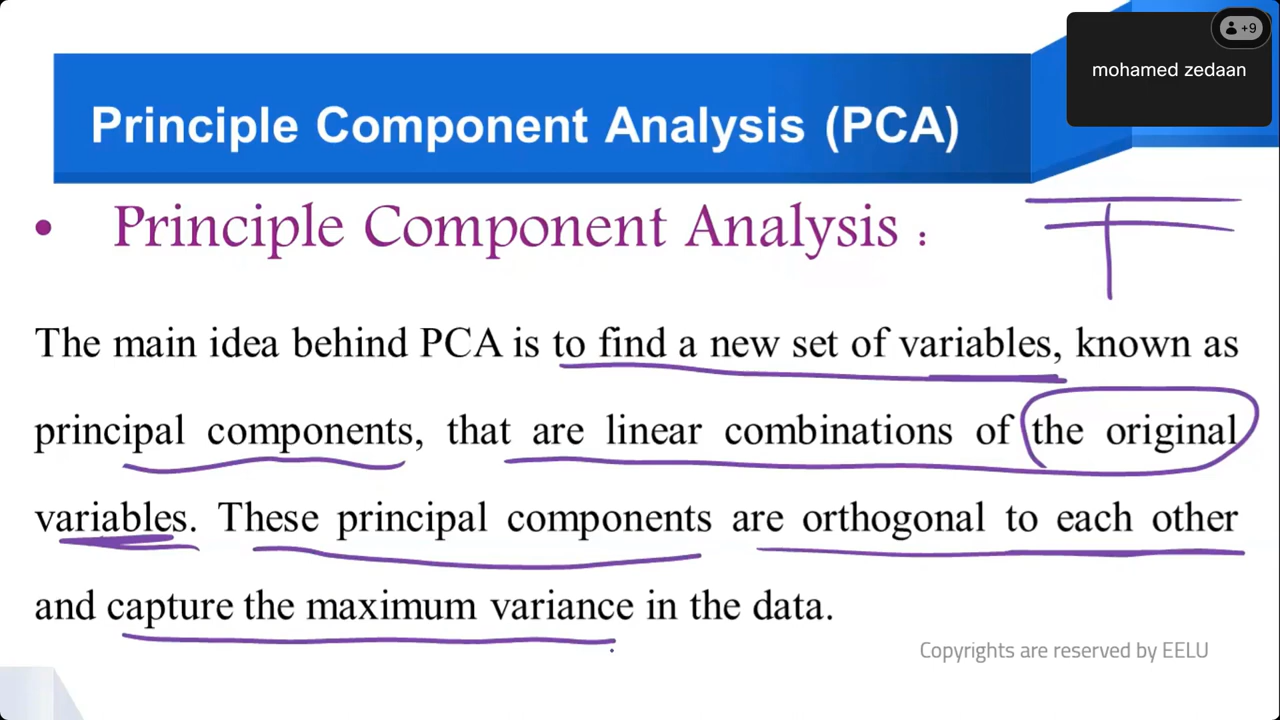 +9
mohamed zedaan
Principle Component Analysis (PCA)
• Principle Component Analysis :
The main idea behind PCA is to find a new set of variables, known as
principal components, that are linear combinations of the original
variables. These principal components are orthogonal to each other
and capture the maximum variance in the data.
Copyrights are reserved by EELU